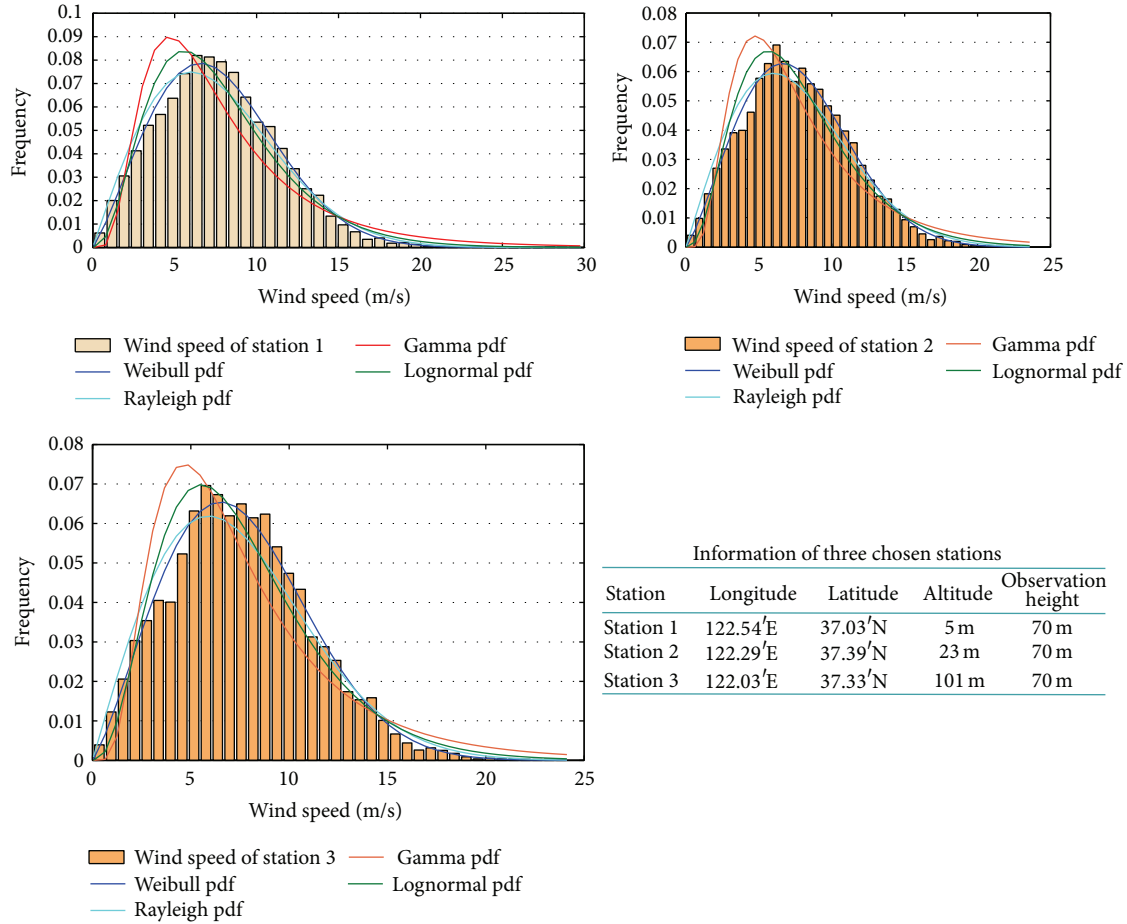 0.1
0.09
0.08
0.07
0.06
0.05
0.04
0.03
0.02
0.01
0
Frequency
0 5 10 15 20 25 30
Wind speed (m/s)
Wind speed of station 1
Weibull pdf
Rayleigh pdf
Gamma pdf
Lognormal pdf
0.08
0.07
0.06
0.05
0.04
0.03
0.02
0.01
0
Frequency
0 5 10 15 20 25
Wind speed (m/s)
Wind speed of station 2
Weibull pdf
Rayleigh pdf
Gamma pdf
Lognormal pdf
0.08
0.07
0.06
0.05
0.04
0.03
0.02
0.01
0
Frequency
0 5 10 15 20 25
Wind speed (m/s)
Wind speed of station 3
Weibull pdf
Rayleigh pdf
Gamma pdf
Lognormal pdf
Information of three chosen stations
Station Longitude Latitude Altitude Observation height
Station 1 122.54′E 37.03′N 5 m 70 m
Station 2 122.29′E 37.39′N 23 m 70 m
Station 3 122.03′E 37.33′N 101 m 70 m